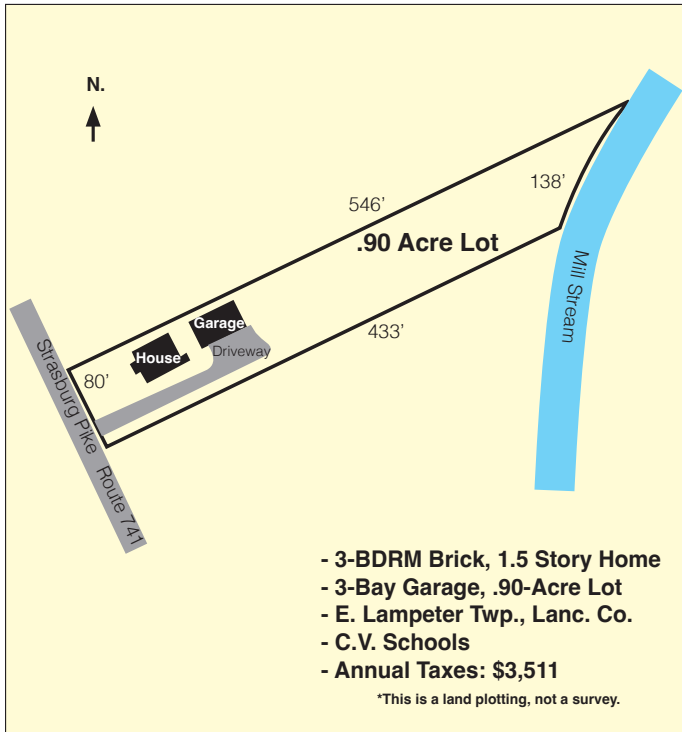 N.
546’
138’
.90 Acre Lot
Mill Stream
433’
Garage
House
Driveway
80’
Strasburg Pike Route 741
- 3-BDRM Brick, 1.5 Story Home
- 3-Bay Garage, .90-Acre Lot
- E. Lampeter Twp., Lanc. Co.
- C.V. Schools
- Annual Taxes: $3,511
*This is a land plotting, not a survey.